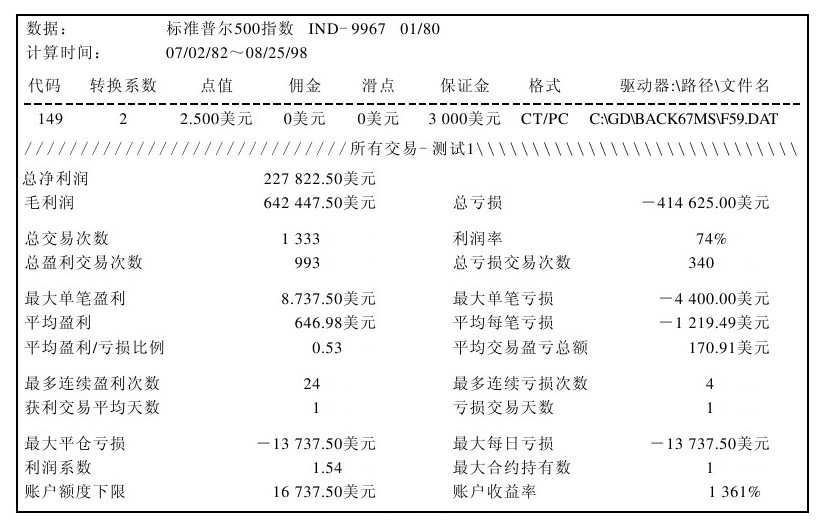 数据： 标准普尔500指数 IND-9967 01/80
计算时间： 07/02/82～08/25/98
代码 转换系数 点值 佣金 滑点 保证金 格式 驱动器:\路径\文件名
149 2 2.500美元 0美元 0美元 3 000美元 CT/PC C:\GD\BACK67MS\F59.DAT
/////////////////////////////所有交易-测试1\\\\\\\\\\\\\\\\\\\\\\\\\\\\\
总净利润 227 822.50美元
毛利润 642 447.50美元 总亏损 －414 625.00美元
总交易次数 1 333 利润率 74%
总盈利交易次数 993 总亏损交易次数 340
最大单笔盈利 8.737.50美元 最大单笔亏损 －4 400.00美元
平均盈利 646.98美元 平均每笔亏损 －1 219.49美元
平均盈利/亏损比例 0.53 平均交易盈亏总额 170.91美元
最多连续盈利次数 24 最多连续亏损次数 4
获利交易平均天数 1 亏损交易天数 1
最大平仓亏损 －13 737.50美元 最大每日亏损 －13 737.50美元
利润系数 1.54 最大合约持有数 1
账户额度下限 16 737.50美元 账户收益率 1 361%